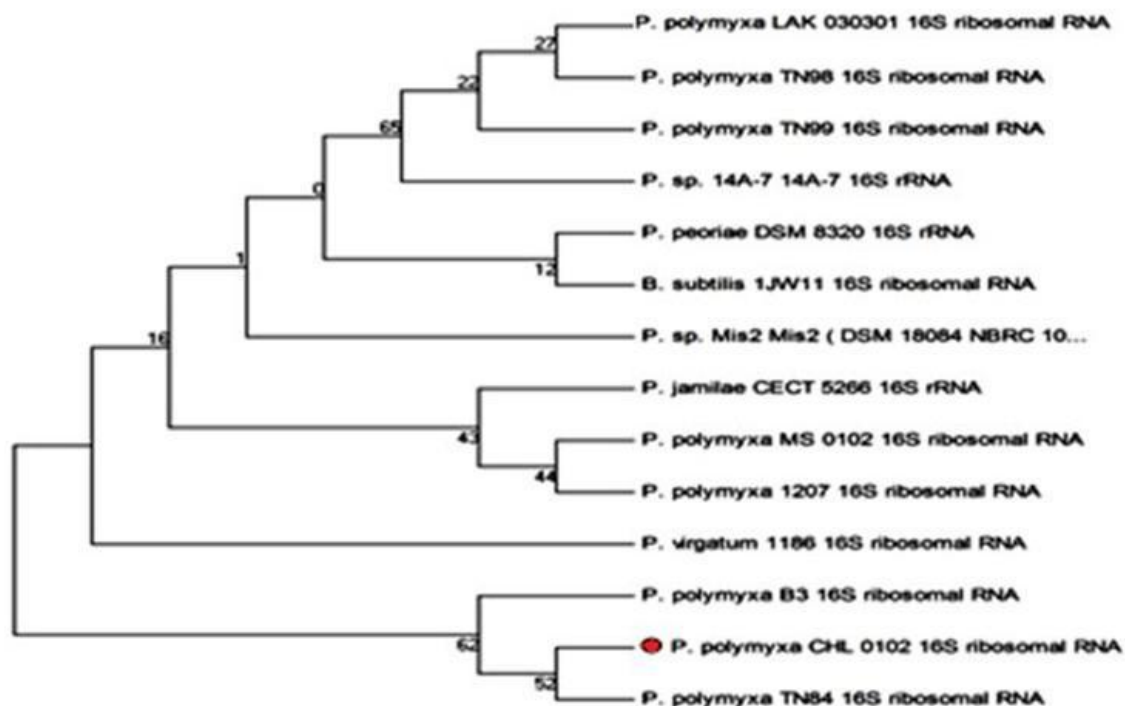 P. polymyxa LAK 030301 16S ribosomal RNA
27
P. polymyxa TN98 16S ribosomal RNA
22
P. polymyxa TN99 16S ribosomal RNA
65
P. sp. 14A-7 14A-7 16S rRNA
0
P. peoriae DSM 8320 16S rRNA
12
B. subtilis 1JW11 16S ribosomal RNA
1
P. sp. Mis2 Mis2 ( DSM 18084 NBRC 10...
16
P. jamilae CECT 5266 16S rRNA
43
P. polymyxa MS 0102 16S ribosomal RNA
44
P. polymyxa 1207 16S ribosomal RNA
P. virgatum 1186 16S ribosomal RNA
P. polymyxa B3 16S ribosomal RNA
62
P. polymyxa CHL 0102 16S ribosomal RNA
52
P. polymyxa TN84 16S ribosomal RNA